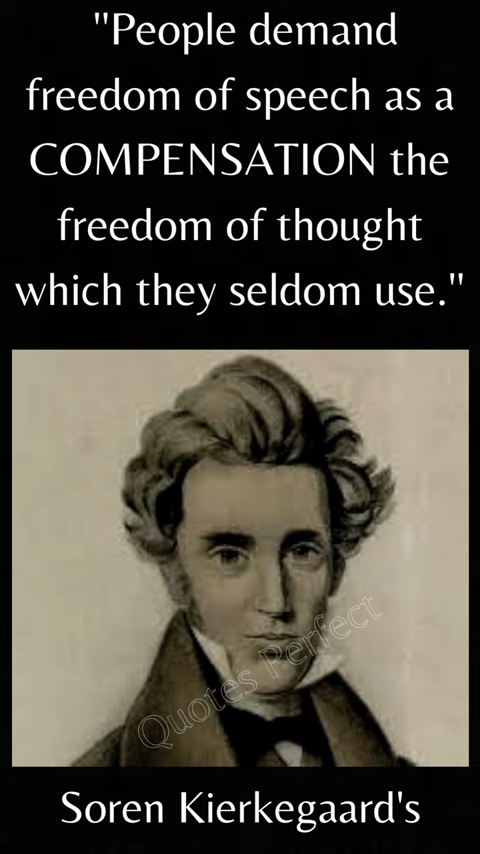 "People demand
freedom of speech as a
COMPENSATION the
freedom of thought
which they seldom use."
Quotes Perfect
Soren Kierkegaard's